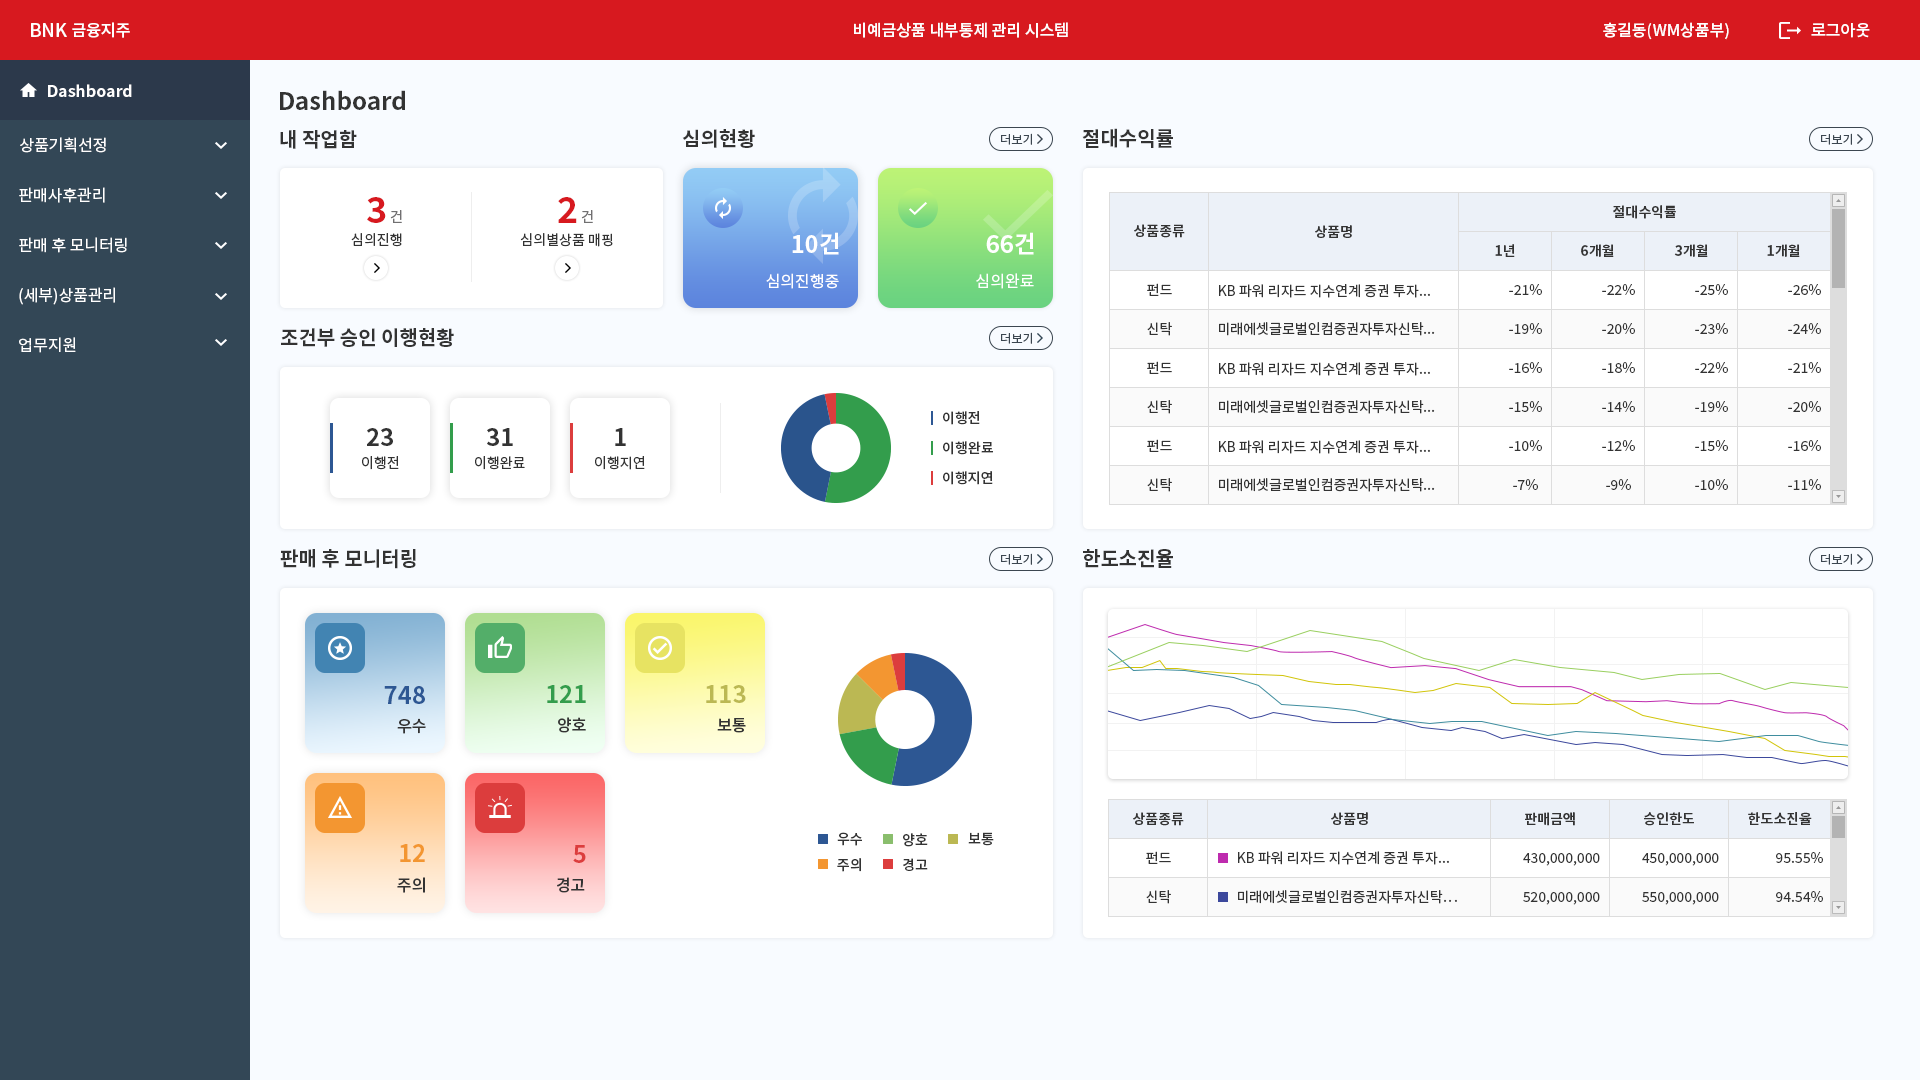 BNK 금융지주
비예금상품 내부통제 관리 시스템
홍길동(WM상품부)
로그아웃
Dashboard
상품기획선정
판매사후관리
판매 후 모니터링
(세부)상품관리
업무지원
Dashboard
내 작업함
3 건
심의진행
2 건
심의별상품 매핑
심의현황
더보기
10건
심의진행중
66건
심의완료
조건부 승인 이행현황
더보기
23
이행전
31
이행완료
1
이행지연
이행전
이행완료
이행지연
판매 후 모니터링
더보기
748
우수
121
양호
113
보통
12
주의
5
경고
우수 양호 보통
주의 경고
절대수익률
더보기
상품종류 상품명 절대수익률
1년 6개월 3개월 1개월
펀드 KB 파워 리자드 지수연계 증권 투자... -21% -22% -25% -26%
신탁 미래에셋글로벌인컴증권자투자신탁... -19% -20% -23% -24%
펀드 KB 파워 리자드 지수연계 증권 투자... -16% -18% -22% -21%
신탁 미래에셋글로벌인컴증권자투자신탁... -15% -14% -19% -20%
펀드 KB 파워 리자드 지수연계 증권 투자... -10% -12% -15% -16%
신탁 미래에셋글로벌인컴증권자투자신탁... -7% -9% -10% -11%
한도소진율
더보기
상품종류 상품명 판매금액 승인한도 한도소진율
펀드 KB 파워 리자드 지수연계 증권 투자... 430,000,000 450,000,000 95.55%
신탁 미래에셋글로벌인컴증권자투자신탁... 520,000,000 550,000,000 94.54%